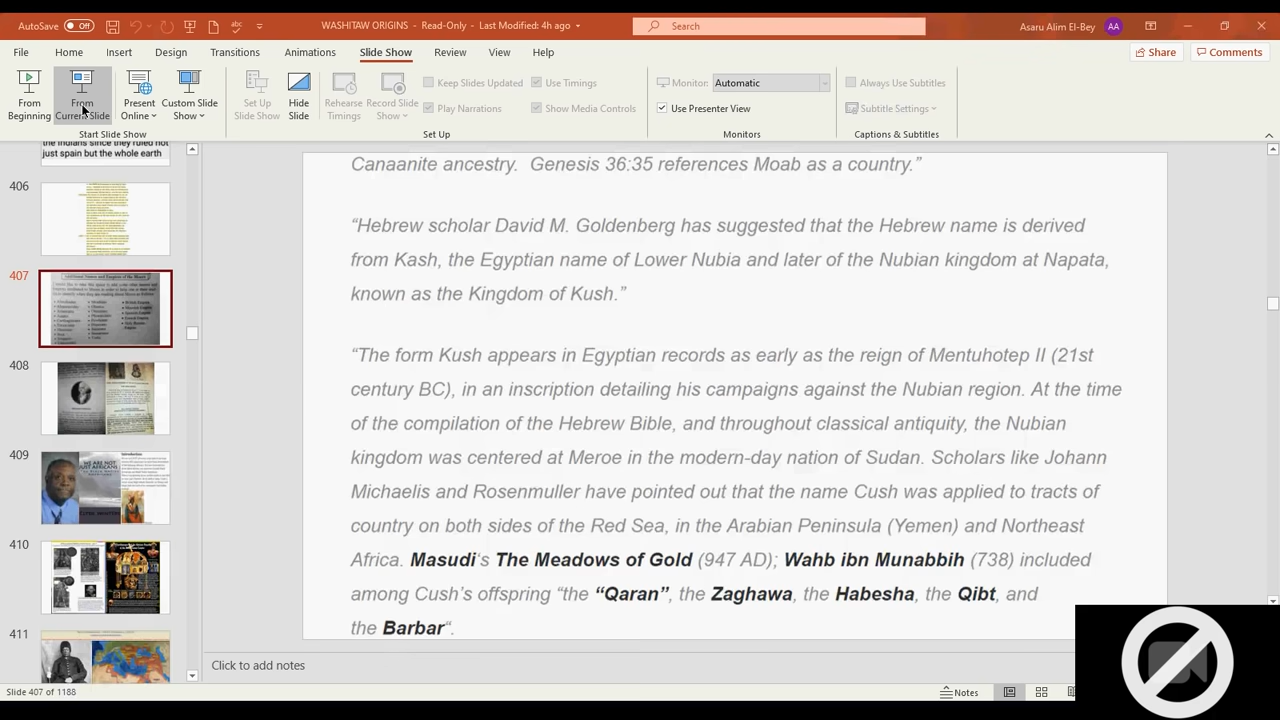 AutoSave Off WASHITAW ORIGINS - Read-Only - Last Modified: 4h ago Search Asaru Alim El-Bey AA
File Home Insert Design Transitions Animations Slide Show Review View Help Share Comments
From Beginning
From Current Slide
Present Online
Custom Slide Show
Set Up Slide Show
Hide Slide
Rehearse Timings
Record Slide Show
Keep Slides Updated
Play Narrations
Use Timings
Show Media Controls
Monitor: Automatic
Use Presenter View
Always Use Subtitles
Subtitle Settings
Start Slide Show Set Up Monitors Captions & Subtitles
the Indians since they ruled not
just spain but the whole earth
406
407
408
409
410
411
Canaanite ancestry. Genesis 36:35 references Moab as a country.”
“Hebrew scholar David M. Goldenberg has suggested that the Hebrew name is derived
from Kash, the Egyptian name of Lower Nubia and later of the Nubian kingdom at Napata,
known as the Kingdom of Kush.”
“The form Kush appears in Egyptian records as early as the reign of Mentuhotep II (21st
century BC), in an inscription detailing his campaigns against the Nubian region. At the time
of the compilation of the Hebrew Bible, and throughout classical antiquity, the Nubian
kingdom was centered at Meroe in the modern-day nation of Sudan. Scholars like Johann
Michaelis and Rosenmuller have pointed out that the name Cush was applied to tracts of
country on both sides of the Red Sea, in the Arabian Peninsula (Yemen) and Northeast
Africa. Masudi‘s The Meadows of Gold (947 AD); Wahb ibn Munabbih (738) included
among Cush’s offspring “the “Qaran”, the Zaghawa, the Habesha, the Qibt, and
the Barbar“.
Click to add notes
Slide 407 of 1188 Notes